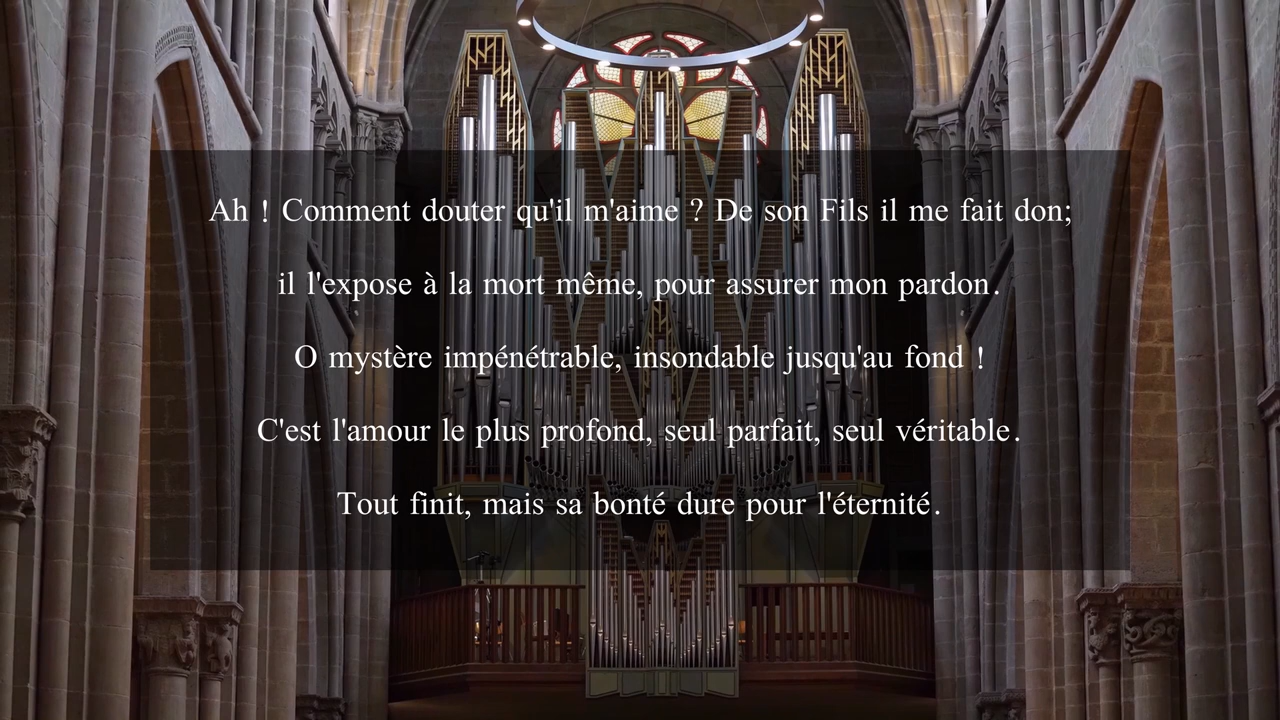 Ah ! Comment douter qu'il m'aime ? De son Fils il me fait don;
il l'expose à la mort même, pour assurer mon pardon.
O mystère impénétrable, insondable jusqu'au fond !
C'est l'amour le plus profond, seul parfait, seul véritable.
Tout finit, mais sa bonté dure pour l'éternité.